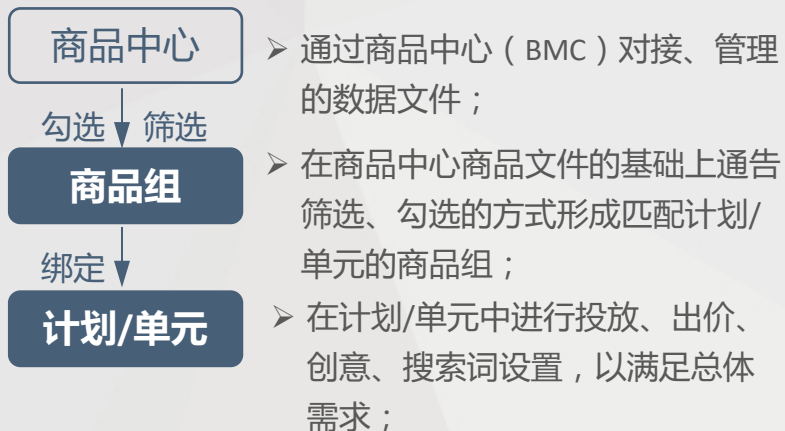 商品中心
勾选 筛选
商品组
绑定
计划/单元
➢ 通过商品中心（BMC）对接、管理
的数据文件；
➢ 在商品中心商品文件的基础上通告
筛选、勾选的方式形成匹配计划/
单元的商品组；
➢ 在计划/单元中进行投放、出价、
创意、搜索词设置，以满足总体
需求；